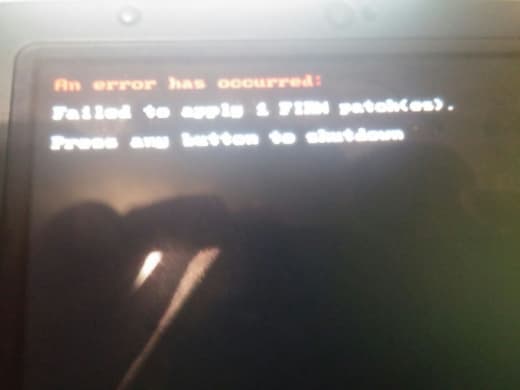 An error has occurred:
Failed to apply 1 FIRM patch(es).
Press any button to shutdown